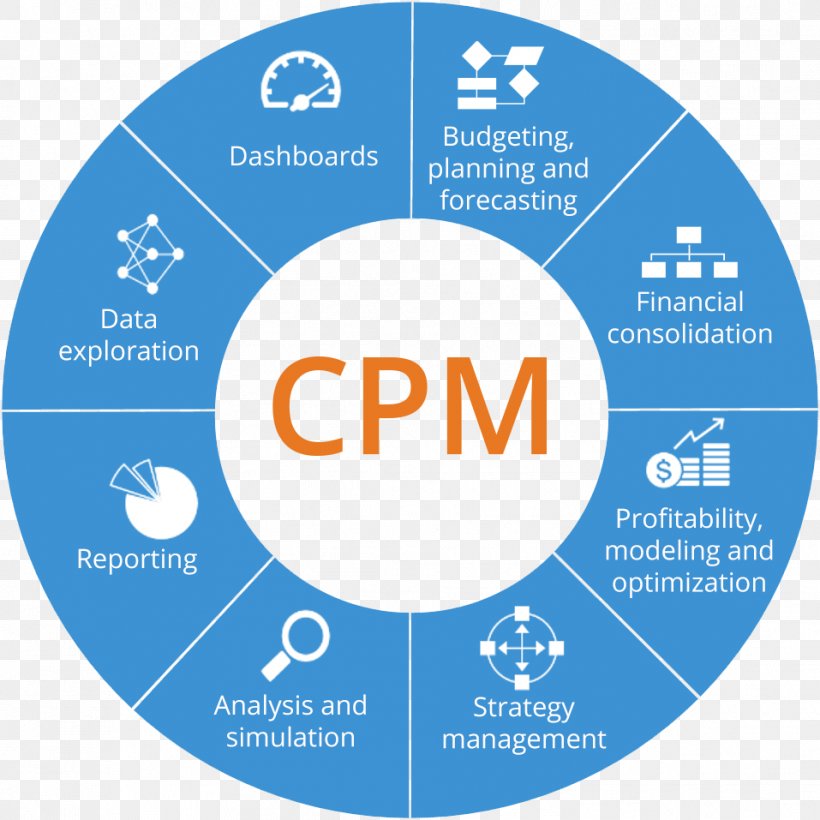 Dashboards
Budgeting,
planning and
forecasting
Financial
consolidation
Profitability,
modeling and
optimization
Strategy
management
Analysis and
simulation
Reporting
Data
exploration
CPM
$